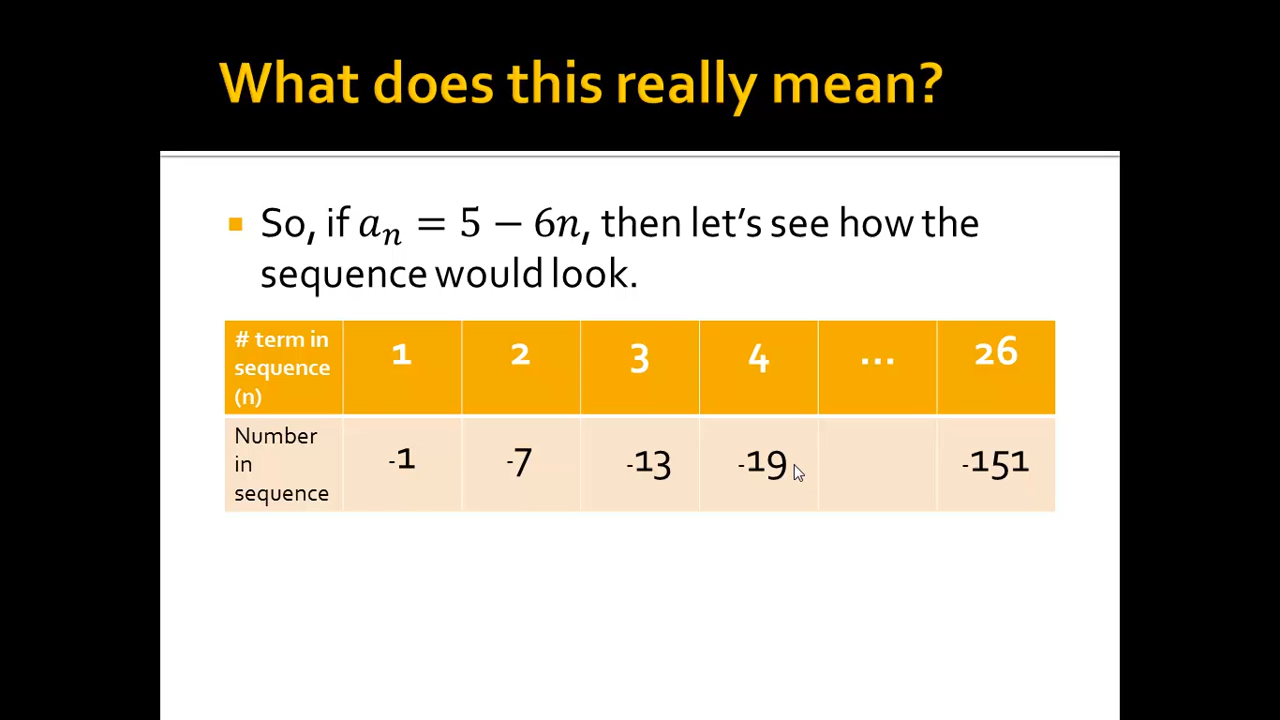 What does this really mean?
So, if aₙ = 5 − 6n, then let's see how the
sequence would look.
# term in
sequence
(n)
1 2 3 4 … 26
Number
in
sequence
-1 -7 -13 -19 -151